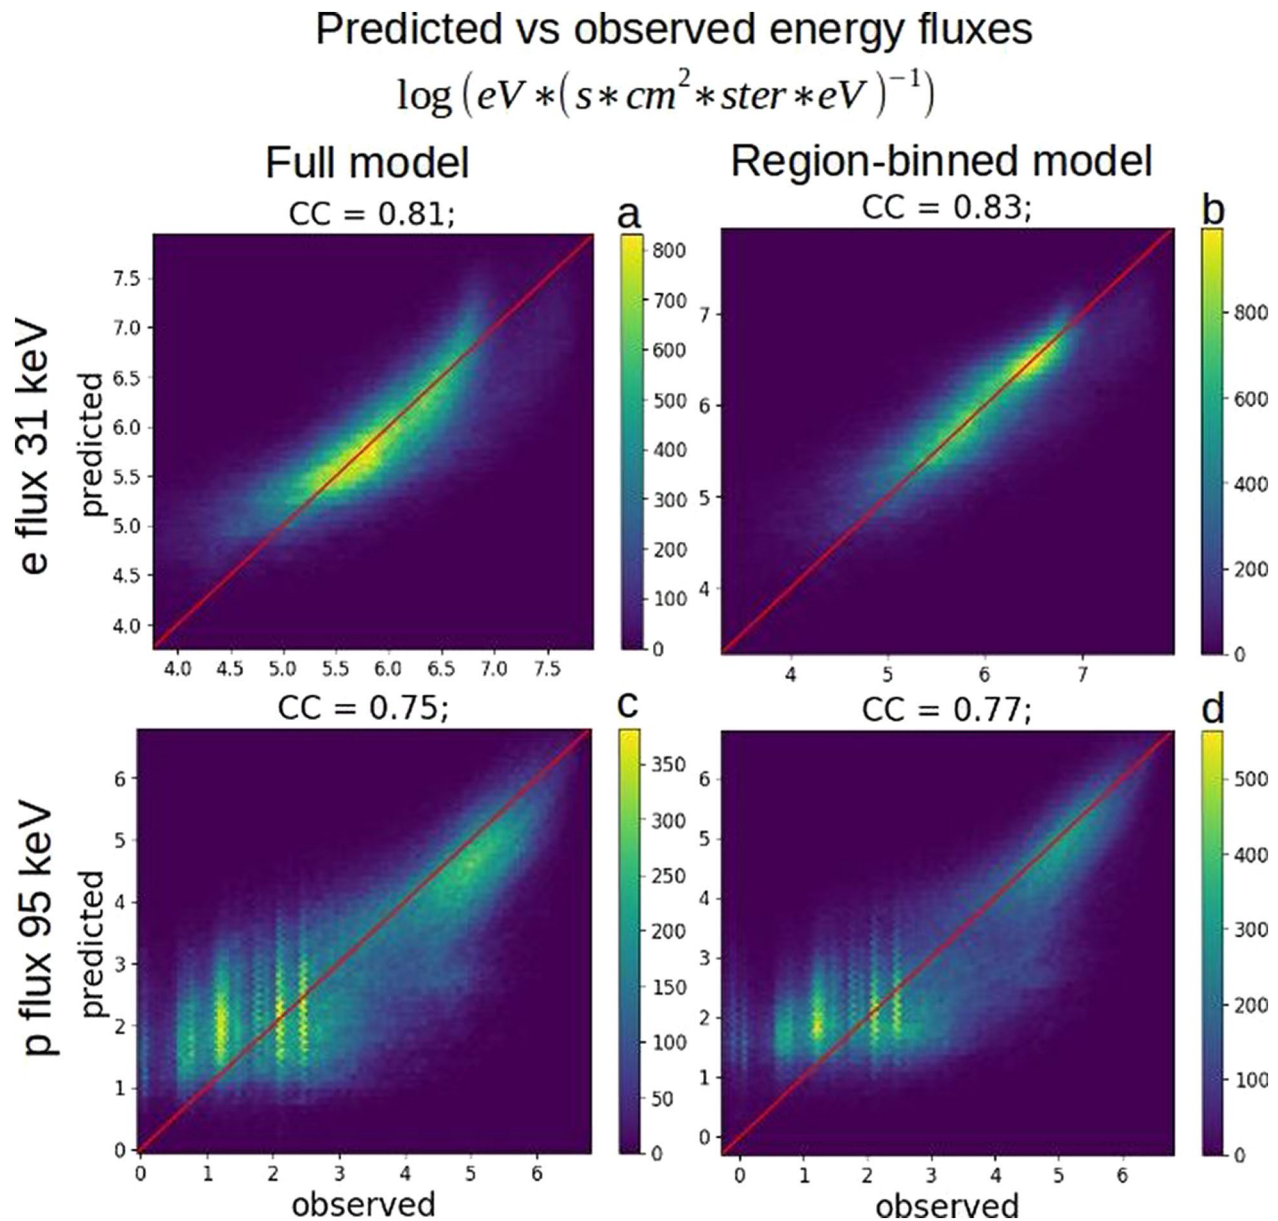 Predicted vs observed energy fluxes
log (eV ∗(s∗cm²∗ster∗eV)⁻¹)
Full model
Region-binned model
CC = 0.81;
a
CC = 0.83;
b
e flux 31 keV
predicted
7.5
7.0
6.5
6.0
5.5
5.0
4.5
4.0
4.0 4.5 5.0 5.5 6.0 6.5 7.0 7.5
800
700
600
500
400
300
200
100
0
7
6
5
4
4 5 6 7
800
600
400
200
0
CC = 0.75;
c
CC = 0.77;
d
p flux 95 keV
predicted
6
5
4
3
2
1
0
0 1 2 3 4 5 6
observed
350
300
250
200
150
100
50
0
6
5
4
3
2
1
0
0 1 2 3 4 5 6
observed
500
400
300
200
100
0